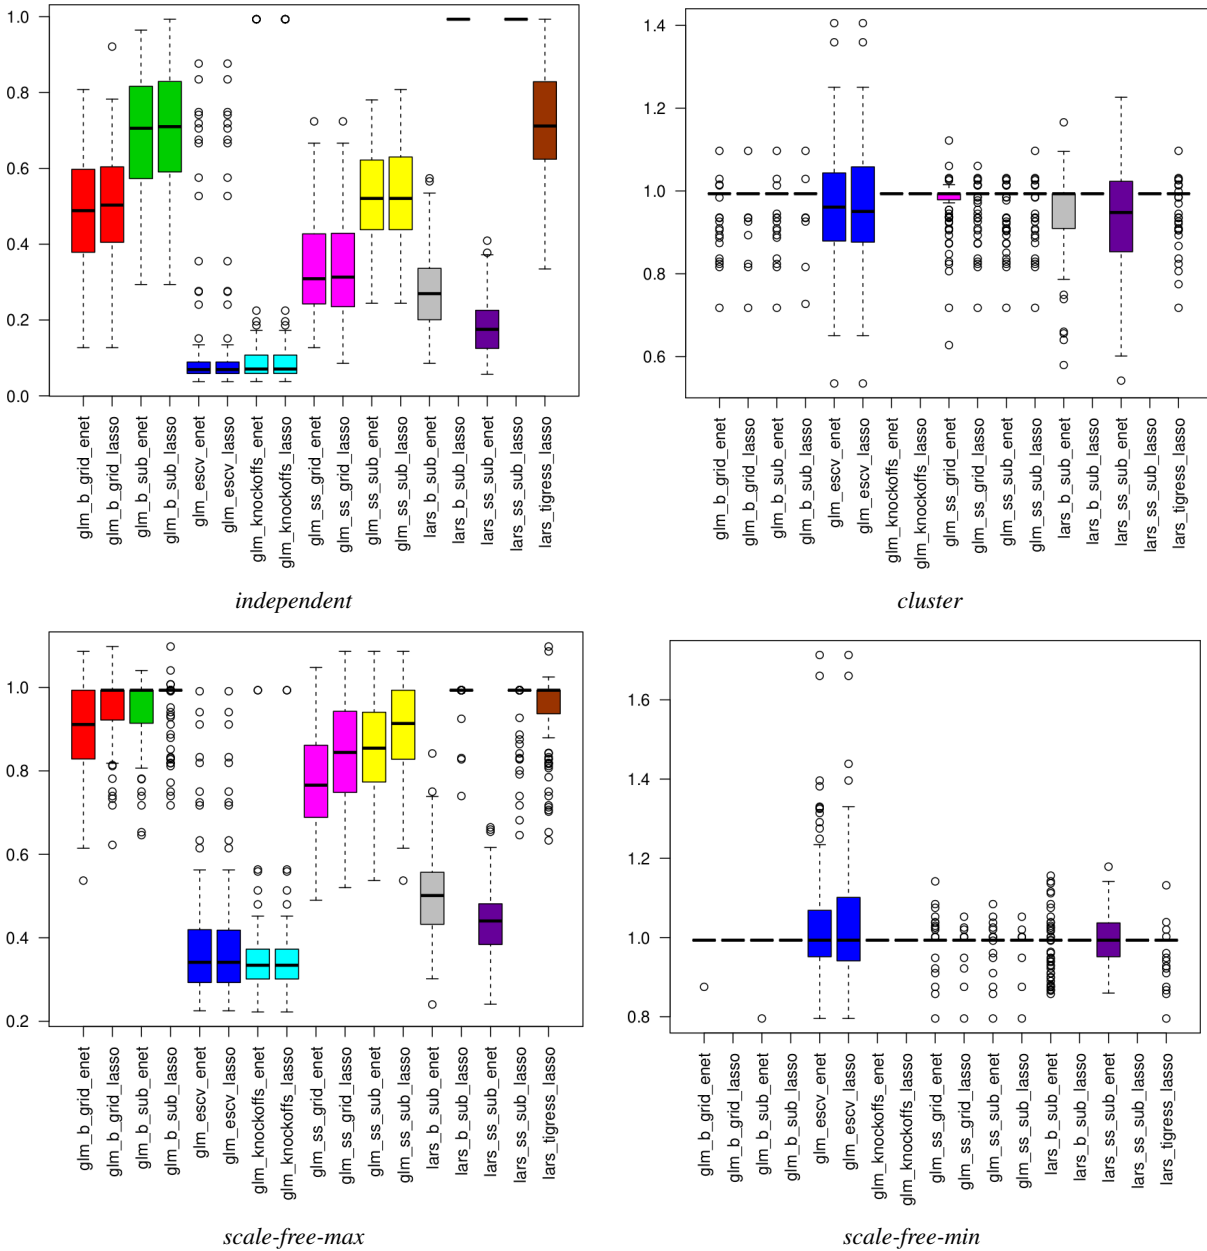 1.0
0.8
0.6
0.4
0.2
0.0
glm_b_grid_enet
glm_b_grid_lasso
glm_b_sub_enet
glm_b_sub_lasso
glm_escv_enet
glm_escv_lasso
glm_knockoffs_enet
glm_knockoffs_lasso
glm_ss_grid_enet
glm_ss_grid_lasso
glm_ss_sub_enet
glm_ss_sub_lasso
lars_b_sub_enet
lars_b_sub_lasso
lars_ss_sub_enet
lars_ss_sub_lasso
lars_tigress_lasso
independent
1.4
1.2
1.0
0.8
0.6
glm_b_grid_enet
glm_b_grid_lasso
glm_b_sub_enet
glm_b_sub_lasso
glm_escv_enet
glm_escv_lasso
glm_knockoffs_enet
glm_knockoffs_lasso
glm_ss_grid_enet
glm_ss_grid_lasso
glm_ss_sub_enet
glm_ss_sub_lasso
lars_b_sub_enet
lars_b_sub_lasso
lars_ss_sub_enet
lars_ss_sub_lasso
lars_tigress_lasso
cluster
1.0
0.8
0.6
0.4
0.2
glm_b_grid_enet
glm_b_grid_lasso
glm_b_sub_enet
glm_b_sub_lasso
glm_escv_enet
glm_escv_lasso
glm_knockoffs_enet
glm_knockoffs_lasso
glm_ss_grid_enet
glm_ss_grid_lasso
glm_ss_sub_enet
glm_ss_sub_lasso
lars_b_sub_enet
lars_b_sub_lasso
lars_ss_sub_enet
lars_ss_sub_lasso
lars_tigress_lasso
scale-free-max
1.6
1.4
1.2
1.0
0.8
glm_b_grid_enet
glm_b_grid_lasso
glm_b_sub_enet
glm_b_sub_lasso
glm_escv_enet
glm_escv_lasso
glm_knockoffs_enet
glm_knockoffs_lasso
glm_ss_grid_enet
glm_ss_grid_lasso
glm_ss_sub_enet
glm_ss_sub_lasso
lars_b_sub_enet
lars_b_sub_lasso
lars_ss_sub_enet
lars_ss_sub_lasso
lars_tigress_lasso
scale-free-min